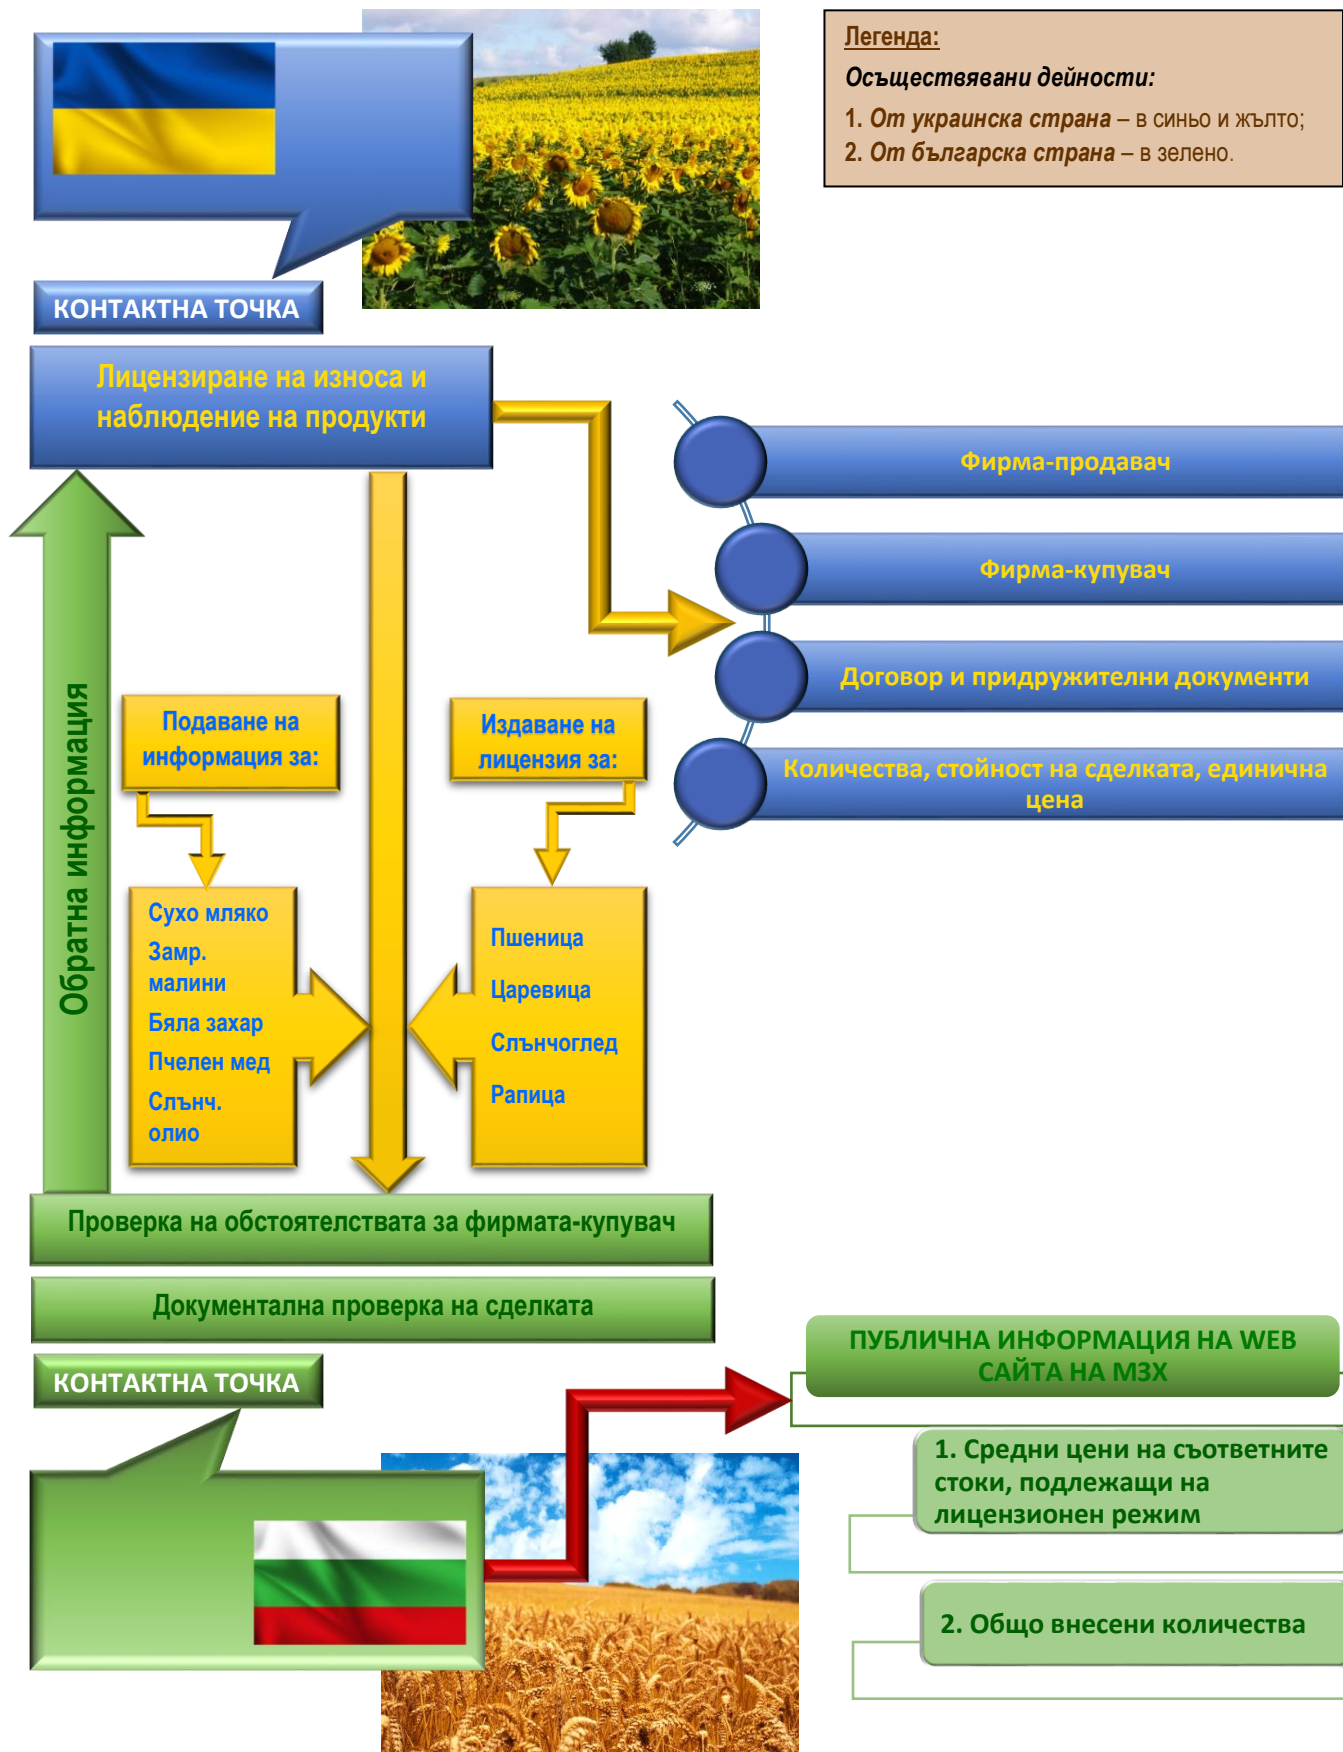 Легенда:
Осъществявани дейности:
1. От украинска страна – в синьо и жълто;
2. От българска страна – в зелено.
КОНТАКТНА ТОЧКА
Лицензиране на износа и
наблюдение на продукти
Фирма-продавач
Фирма-купувач
Договор и придружителни документи
Количества, стойност на сделката, единична
цена
Обратна информация
Подаване на
информация за:
Издаване на
лицензия за:
Сухо мляко
Замр.
малини
Бяла захар
Пчелен мед
Слънч.
олио
Пшеница
Царевица
Слънчоглед
Рапица
Проверка на обстоятелствата за фирмата-купувач
Документална проверка на сделката
КОНТАКТНА ТОЧКА
ПУБЛИЧНА ИНФОРМАЦИЯ НА WEB
САЙТА НА МЗХ
1. Средни цени на съответните
стоки, подлежащи на
лицензионен режим
2. Общо внесени количества